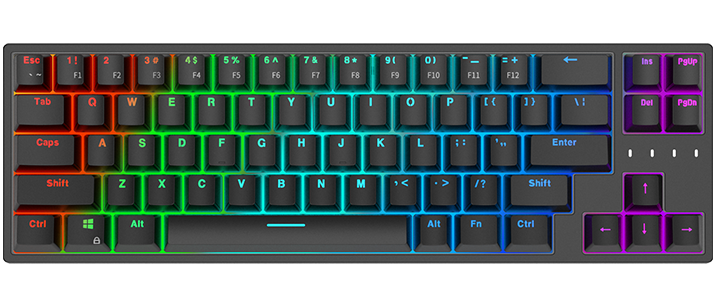 Esc 1! 2 3# 4$ 5% 6^ 7& 8* 9( 0) -_ =+ ← Ins PgUp
`~ F1 F2 F3 F4 F5 F6 F7 F8 F9 F10 F11 F12
Tab Q W E R T Y U I O P [{ ]} \| Del PgDn
Caps A S D F G H J K L ;: '" Enter
Shift Z X C V B N M ,< .> /? Shift ↑
Ctrl Alt Alt Fn Ctrl ← ↓ →